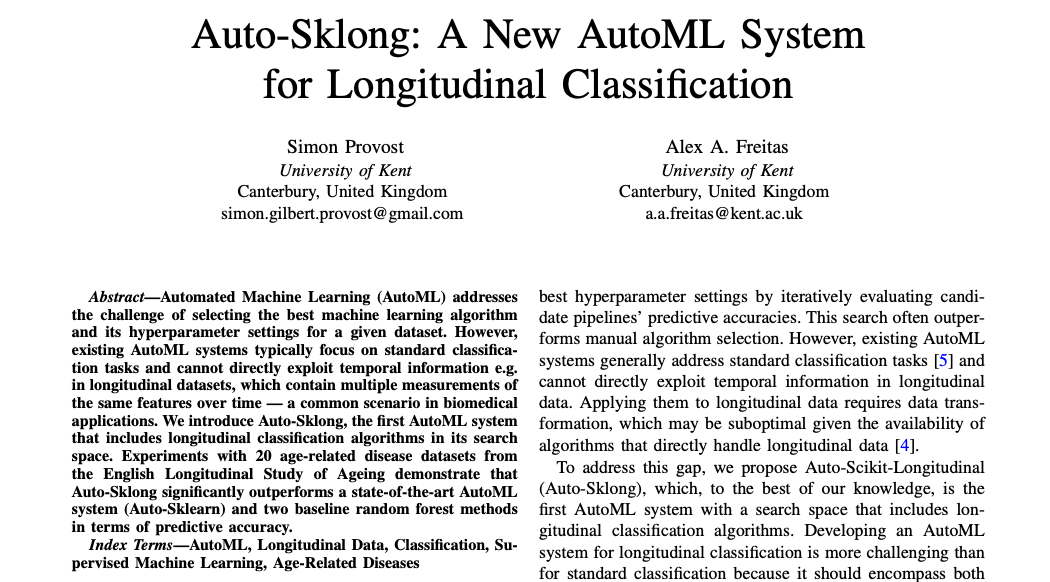 Auto-Sklong: A New AutoML System
for Longitudinal Classification
Simon Provost
University of Kent
Canterbury, United Kingdom
simon.gilbert.provost@gmail.com
Alex A. Freitas
University of Kent
Canterbury, United Kingdom
a.a.freitas@kent.ac.uk
Abstract—Automated Machine Learning (AutoML) addresses
the challenge of selecting the best machine learning algorithm
and its hyperparameter settings for a given dataset. However,
existing AutoML systems typically focus on standard classifica-
tion tasks and cannot directly exploit temporal information e.g.
in longitudinal datasets, which contain multiple measurements of
the same features over time — a common scenario in biomedical
applications. We introduce Auto-Sklong, the first AutoML system
that includes longitudinal classification algorithms in its search
space. Experiments with 20 age-related disease datasets from
the English Longitudinal Study of Ageing demonstrate that
Auto-Sklong significantly outperforms a state-of-the-art AutoML
system (Auto-Sklearn) and two baseline random forest methods
in terms of predictive accuracy.
Index Terms—AutoML, Longitudinal Data, Classification, Su-
pervised Machine Learning, Age-Related Diseases
best hyperparameter settings by iteratively evaluating candi-
date pipelines' predictive accuracies. This search often outper-
forms manual algorithm selection. However, existing AutoML
systems generally address standard classification tasks [5] and
cannot directly exploit temporal information in longitudinal
data. Applying them to longitudinal data requires data trans-
formation, which may be suboptimal given the availability of
algorithms that directly handle longitudinal data [4].
To address this gap, we propose Auto-Scikit-Longitudinal
(Auto-Sklong), which, to the best of our knowledge, is the
first AutoML system with a search space that includes lon-
gitudinal classification algorithms. Developing an AutoML
system for longitudinal classification is more challenging than
for standard classification because it should encompass both